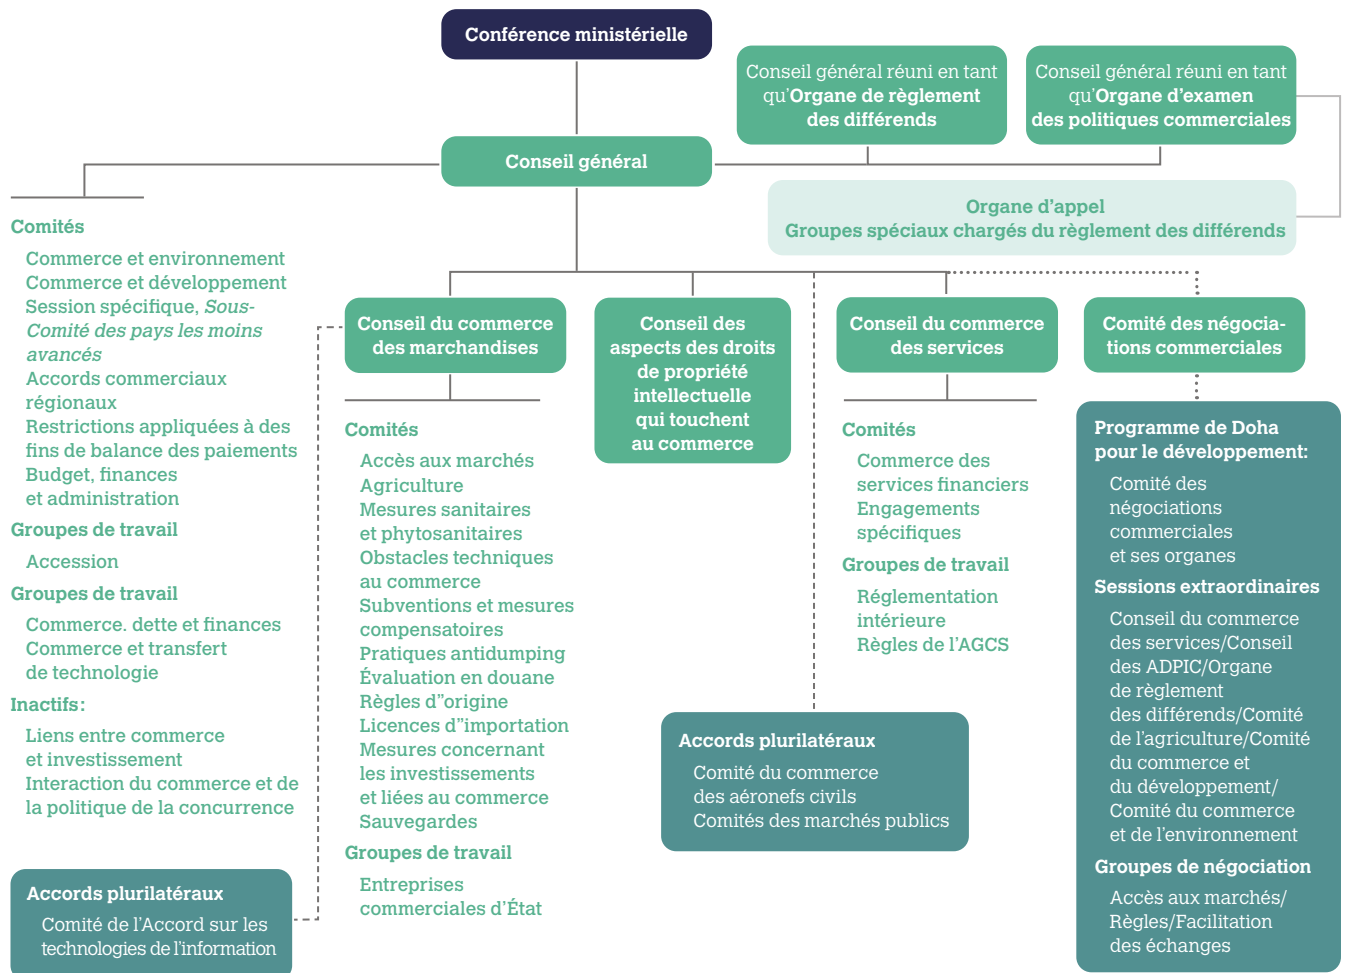 Conférence ministérielle
Conseil général réuni en tant
qu'Organe de règlement
des différends
Conseil général réuni en tant
qu'Organe d'examen
des politiques commerciales
Conseil général
Organe d'appel
Groupes spéciaux chargés du règlement des différends
Comités
Commerce et environnement
Commerce et développement
Session spécifique, Sous-
Comité des pays les moins
avancés
Accords commerciaux
régionaux
Restrictions appliquées à des
fins de balance des paiements
Budget, finances
et administration
Groupes de travail
Accession
Groupes de travail
Commerce. dette et finances
Commerce et transfert
de technologie
Inactifs :
Liens entre commerce
et investissement
Interaction du commerce et de
la politique de la concurrence
Accords plurilatéraux
Comité de l'Accord sur les
technologies de l'information
Conseil du commerce
des marchandises
Comités
Accès aux marchés
Agriculture
Mesures sanitaires
et phytosanitaires
Obstacles techniques
au commerce
Subventions et mesures
compensatoires
Pratiques antidumping
Évaluation en douane
Règles d''origine
Licences d''importation
Mesures concernant
les investissements
et liées au commerce
Sauvegardes
Groupes de travail
Entreprises
commerciales d'État
Conseil des
aspects des droits
de propriété
intellectuelle
qui touchent
au commerce
Accords plurilatéraux
Comité du commerce
des aéronefs civils
Comités des marchés publics
Conseil du commerce
des services
Comités
Commerce des
services financiers
Engagements
spécifiques
Groupes de travail
Réglementation
intérieure
Règles de l'AGCS
Comité des négocia-
tions commerciales
Programme de Doha
pour le développement:
Comité des
négociations
commerciales
et ses organes
Sessions extraordinaires
Conseil du commerce
des services/Conseil
des ADPIC/Organe
de règlement
des différends/Comité
de l'agriculture/Comité
du commerce et
du développement/
Comité du commerce
et de l'environnement
Groupes de négociation
Accès aux marchés/
Règles/Facilitation
des échanges